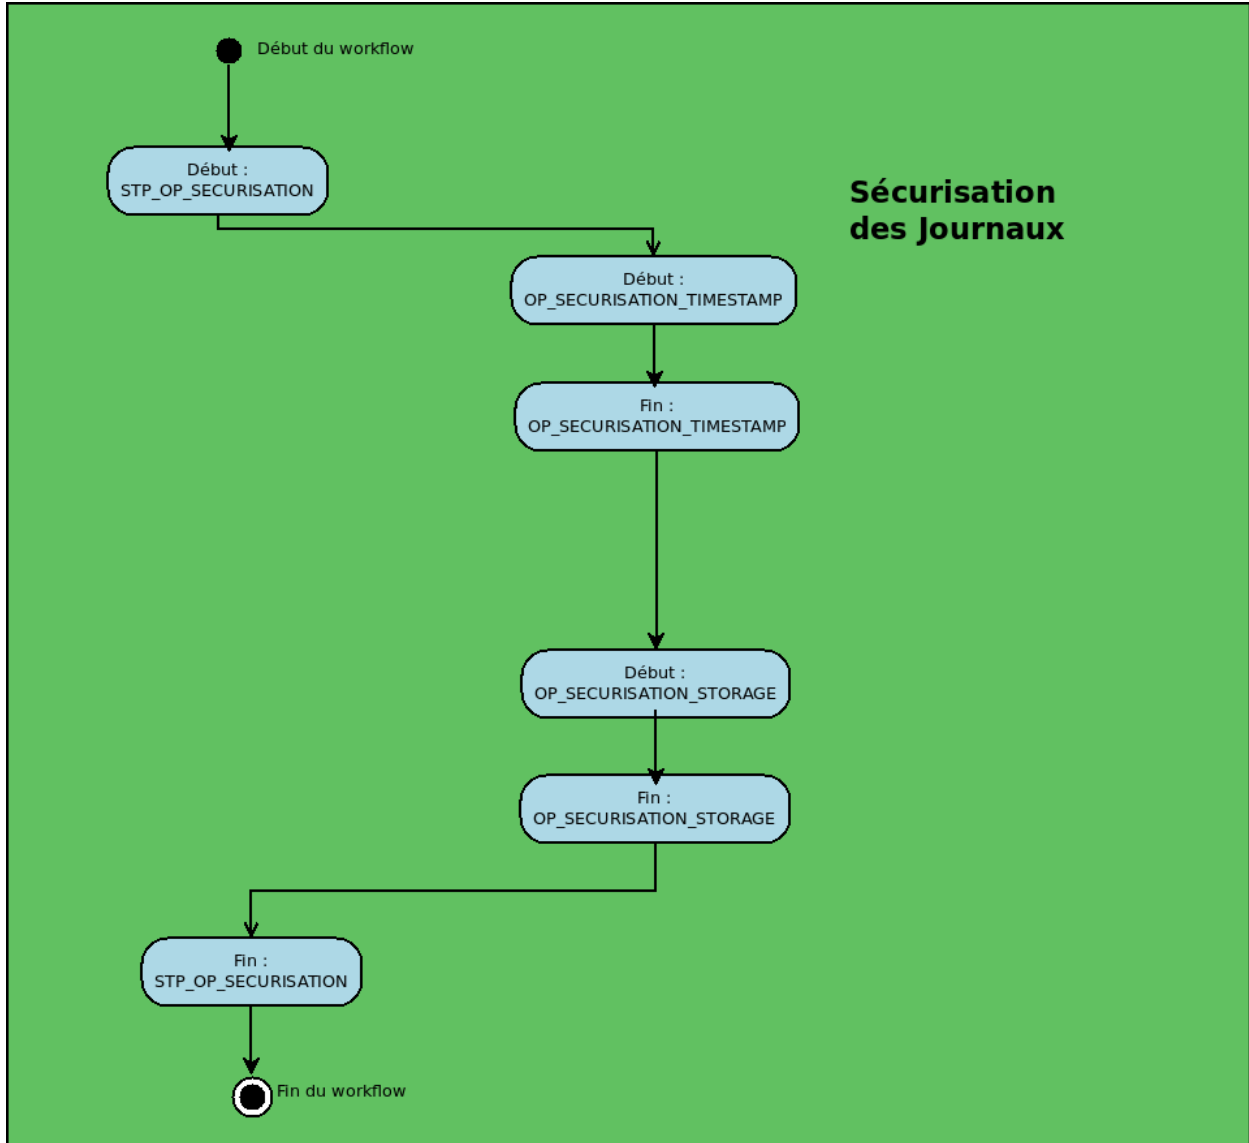 Début du workflow
Début :
STP_OP_SECURISATION
Sécurisation
des Journaux
Début :
OP_SECURISATION_TIMESTAMP
Fin :
OP_SECURISATION_TIMESTAMP
Début :
OP_SECURISATION_STORAGE
Fin :
OP_SECURISATION_STORAGE
Fin :
STP_OP_SECURISATION
Fin du workflow